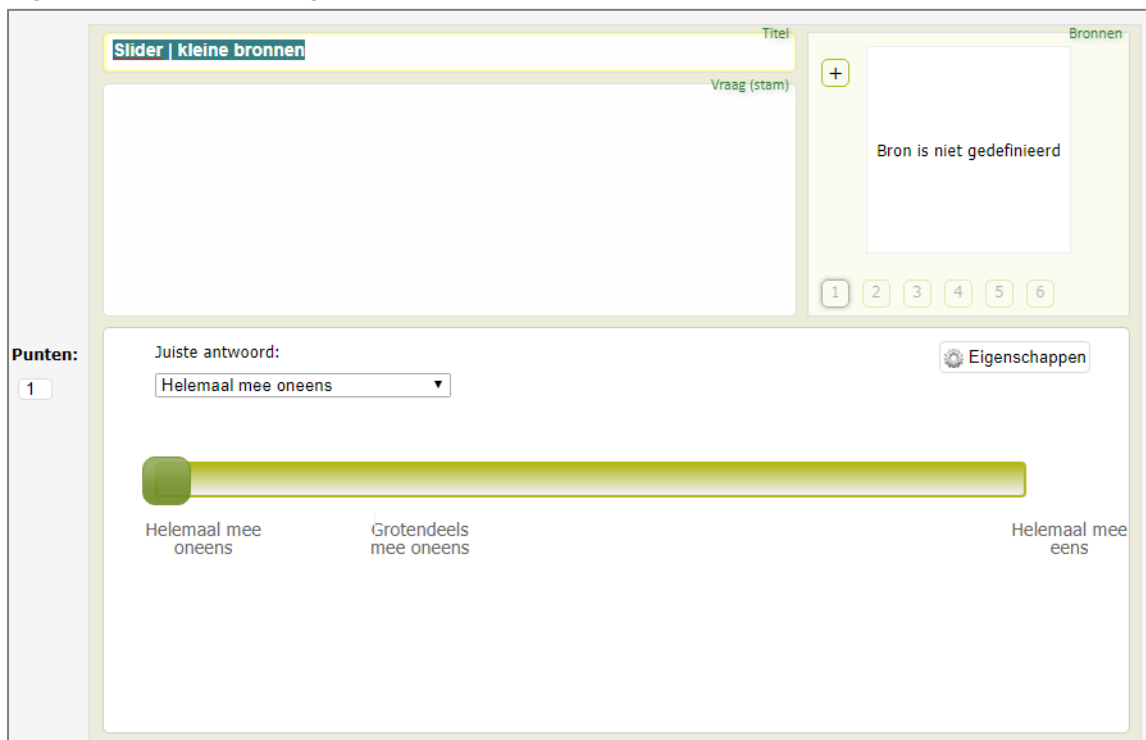 Titel
Slider | kleine bronnen
Vraag (stam)
Bronnen
+
Bron is niet gedefinieerd
1 2 3 4 5 6
Punten:
1
Juiste antwoord:
Eigenschappen
Helemaal mee oneens
Helemaal mee
oneens
Grotendeels
mee oneens
Helemaal mee
eens